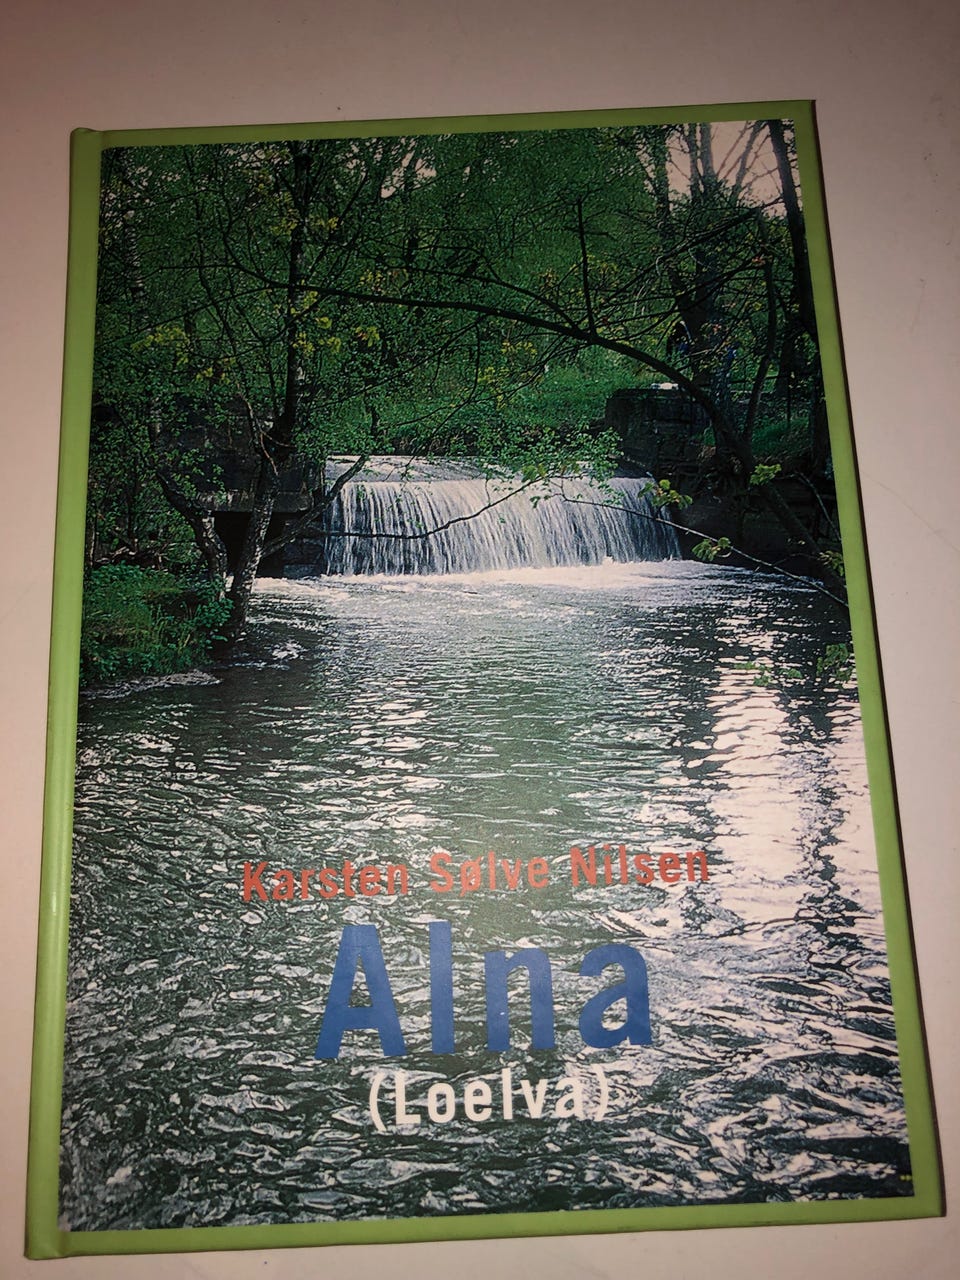 Karsten Sølve Nilsen
Alna
(Loelva)